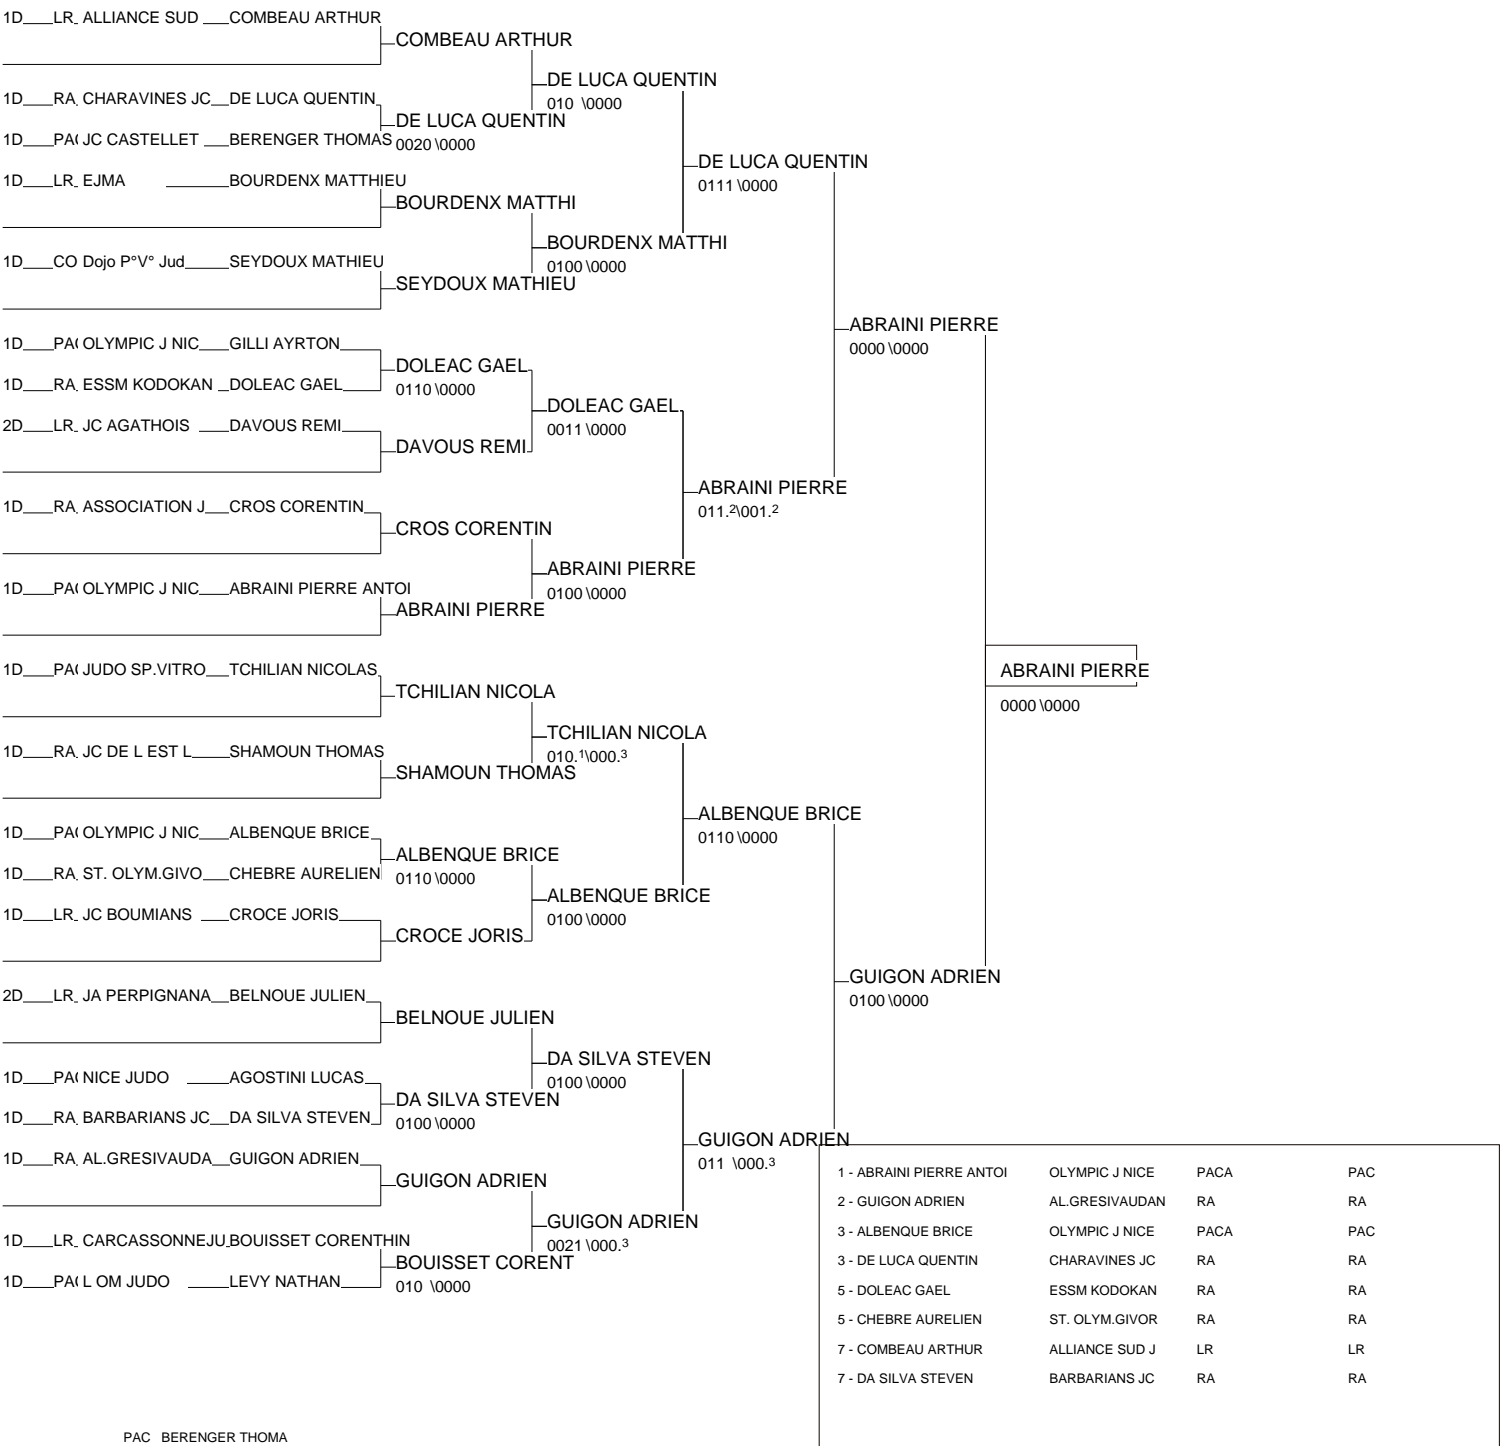 1D LR ALLIANCE SUD COMBEAU ARTHUR
COMBEAU ARTHUR
DE LUCA QUENTIN
010 \0000
1D RA CHARAVINES JC DE LUCA QUENTIN
DE LUCA QUENTIN
0020 \0000
1D PA( JC CASTELLET BERENGER THOMAS
DE LUCA QUENTIN
0111 \0000
1D LR EJMA BOURDENX MATTHIEU
BOURDENX MATTHI
BOURDENX MATTHI
0100 \0000
1D CO Dojo P°V° Jud SEYDOUX MATHIEU
SEYDOUX MATHIEU
ABRAINI PIERRE
0000 \0000
1D PA( OLYMPIC J NIC GILLI AYRTON
DOLEAC GAEL
0110 \0000
1D RA ESSM KODOKAN DOLEAC GAEL
DOLEAC GAEL
0011 \0000
2D LR JC AGATHOIS DAVOUS REMI
DAVOUS REMI
ABRAINI PIERRE
011.²\001.²
1D RA ASSOCIATION J CROS CORENTIN
CROS CORENTIN
ABRAINI PIERRE
0100 \0000
1D PA( OLYMPIC J NIC ABRAINI PIERRE ANTOI
ABRAINI PIERRE
1D PA( JUDO SP.VITRO TCHILIAN NICOLAS
ABRAINI PIERRE
0000 \0000
TCHILIAN NICOLA
TCHILIAN NICOLA
010.¹\000.³
1D RA JC DE L EST L SHAMOUN THOMAS
SHAMOUN THOMAS
ALBENQUE BRICE
0110 \0000
1D PA( OLYMPIC J NIC ALBENQUE BRICE
ALBENQUE BRICE
0110 \0000
1D RA ST. OLYM.GIVO CHEBRE AURELIEN
ALBENQUE BRICE
0100 \0000
1D LR JC BOUMIANS CROCE JORIS
CROCE JORIS
GUIGON ADRIEN
0100 \0000
2D LR JA PERPIGNANA BELNOUE JULIEN
BELNOUE JULIEN
DA SILVA STEVEN
0100 \0000
1D PA( NICE JUDO AGOSTINI LUCAS
DA SILVA STEVEN
0100 \0000
1D RA BARBARIANS JC DA SILVA STEVEN
GUIGON ADRIEN
011 \000.³
1D RA AL.GRESIVAUDA GUIGON ADRIEN
GUIGON ADRIEN
GUIGON ADRIEN
0021 \000.³
1D LR CARCASSONNEJU BOUISSET CORENTHIN
BOUISSET CORENT
010 \0000
1D PA( L OM JUDO LEVY NATHAN
1 - ABRAINI PIERRE ANTOI OLYMPIC J NICE PACA PAC
2 - GUIGON ADRIEN AL.GRESIVAUDAN RA RA
3 - ALBENQUE BRICE OLYMPIC J NICE PACA PAC
3 - DE LUCA QUENTIN CHARAVINES JC RA RA
5 - DOLEAC GAEL ESSM KODOKAN RA RA
5 - CHEBRE AURELIEN ST. OLYM.GIVOR RA RA
7 - COMBEAU ARTHUR ALLIANCE SUD J LR LR
7 - DA SILVA STEVEN BARBARIANS JC RA RA
PAC BERENGER THOMA